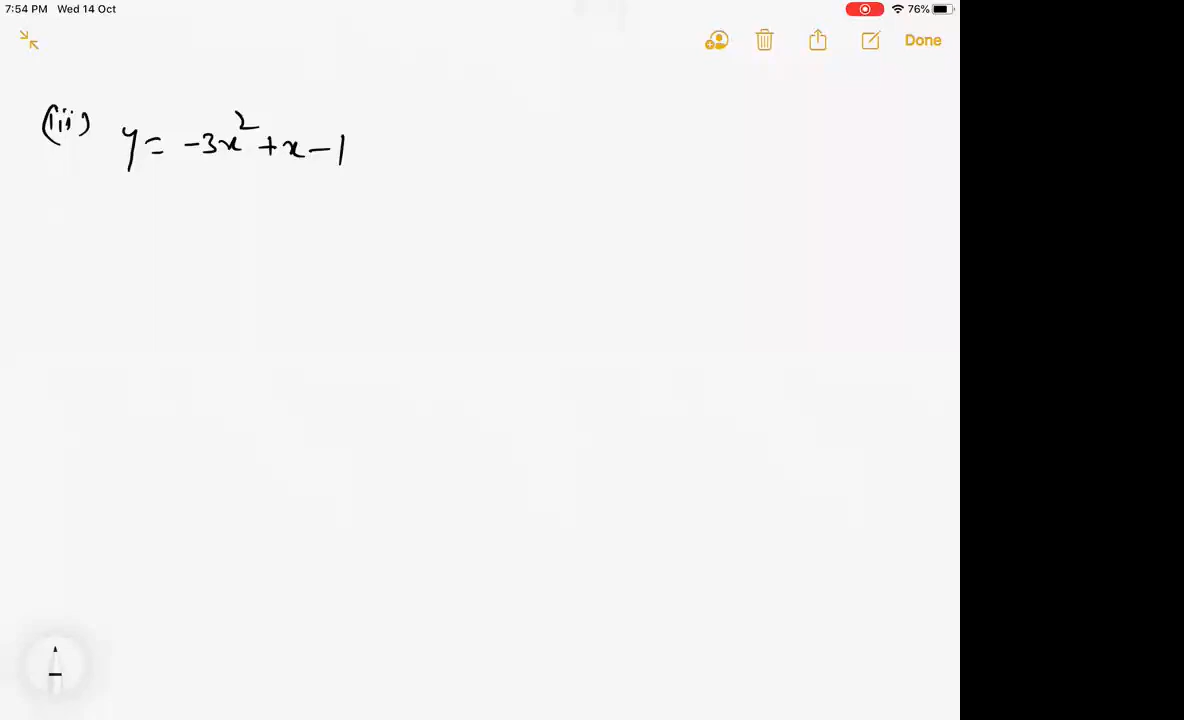 7:54 PM Wed 14 Oct 76%
Done
(iii) y = -3x² + x - 1